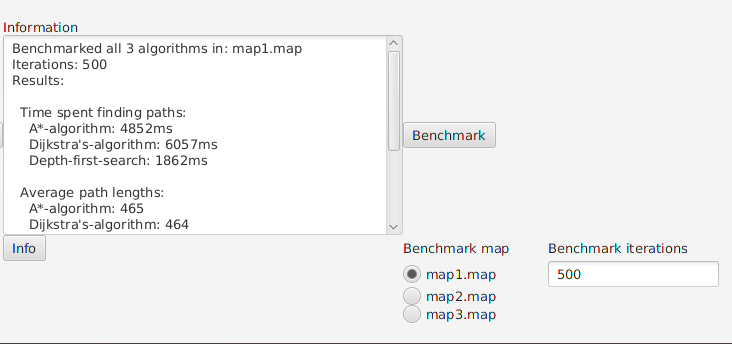 Information
Benchmarked all 3 algorithms in: map1.map
Iterations: 500
Results:
Time spent finding paths:
A*-algorithm: 4852ms
Dijkstra's-algorithm: 6057ms
Depth-first-search: 1862ms
Average path lengths:
A*-algorithm: 465
Dijkstra's-algorithm: 464
Benchmark
Info
Benchmark map
map1.map
map2.map
map3.map
Benchmark iterations
500